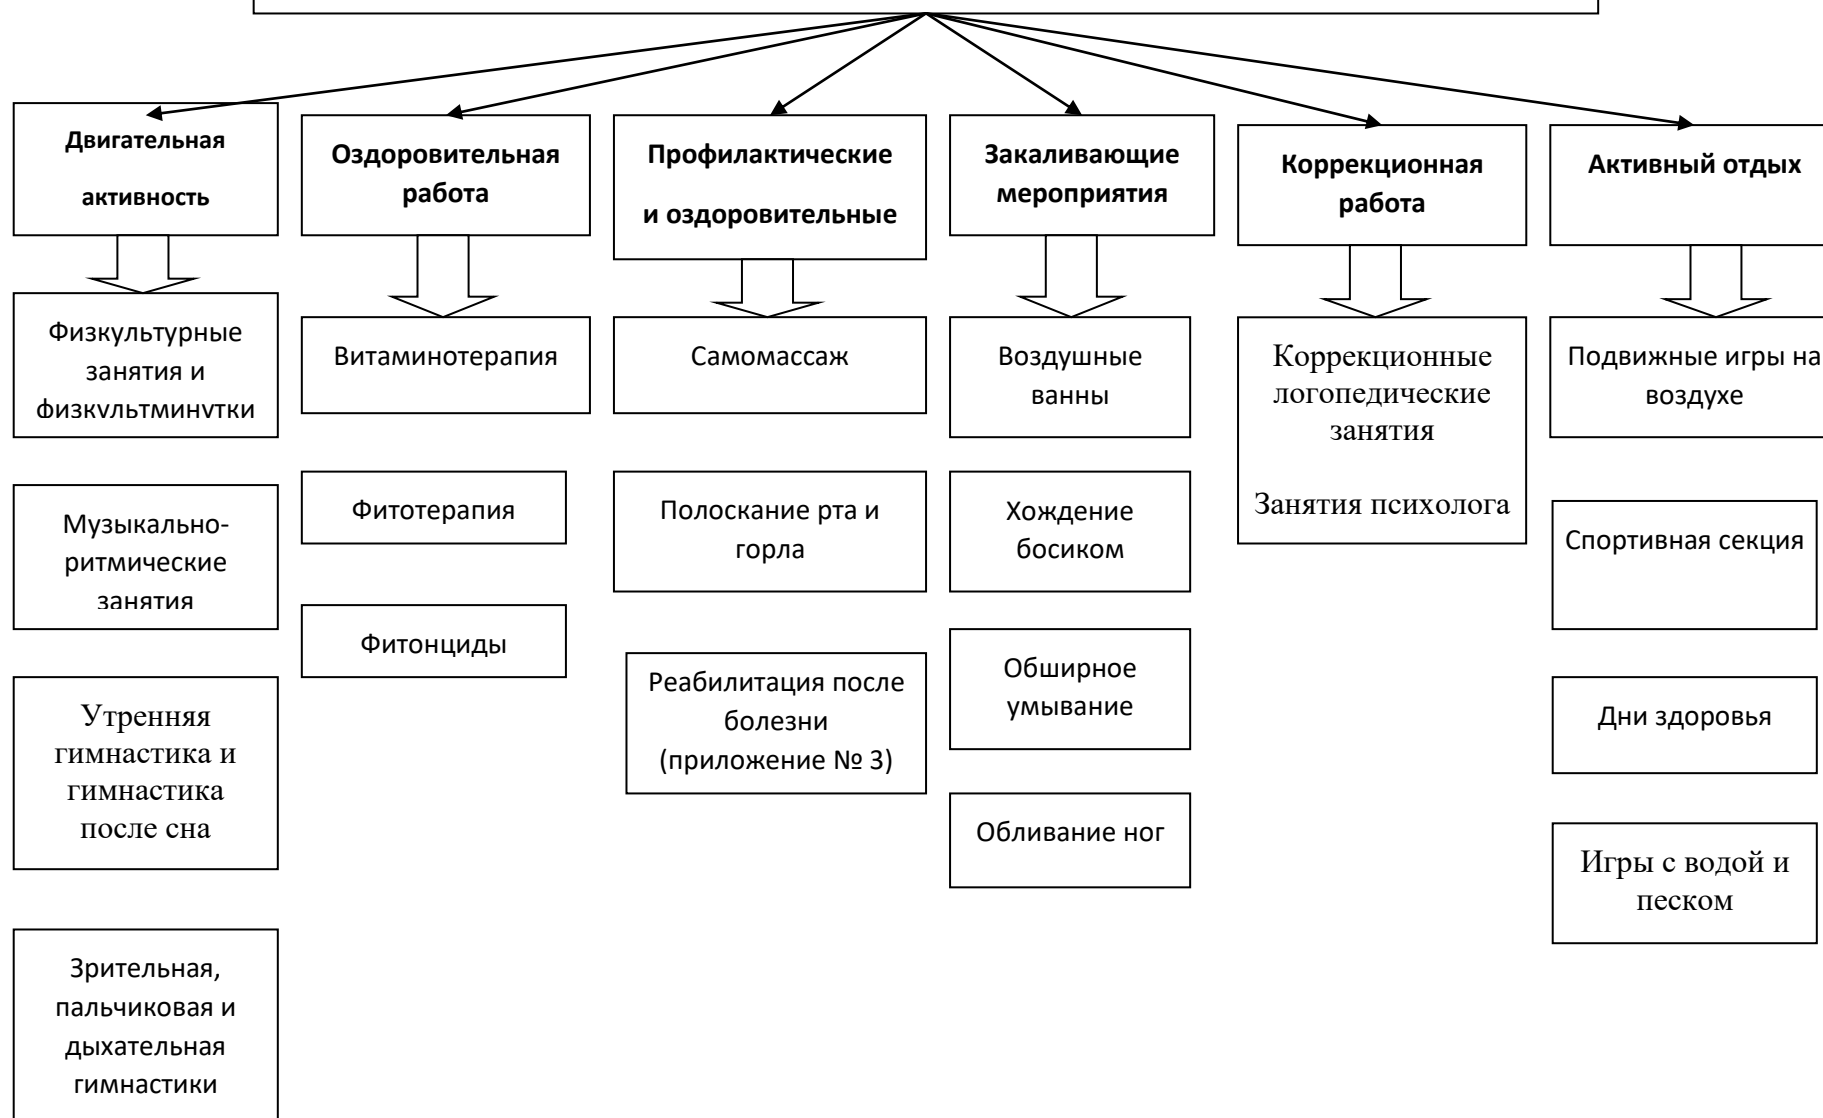 Двигательная
активность
Оздоровительная
работа
Профилактические
и оздоровительные
Закаливающие
мероприятия
Коррекционная
работа
Активный отдых
Физкультурные
занятия и
физкультминутки
Витаминотерапия
Самомассаж
Воздушные
ванны
Коррекционные
логопедические
занятия
Занятия психолога
Подвижные игры на
воздухе
Музыкально-
ритмические
занятия
Фитотерапия
Полоскание рта и
горла
Хождение
босиком
Спортивная секция
Утренняя
гимнастика и
гимнастика
после сна
Фитонциды
Реабилитация после
болезни
(приложение № 3)
Обширное
умывание
Дни здоровья
Обливание ног
Игры с водой и
песком
Зрительная,
пальчиковая и
дыхательная
гимнастики